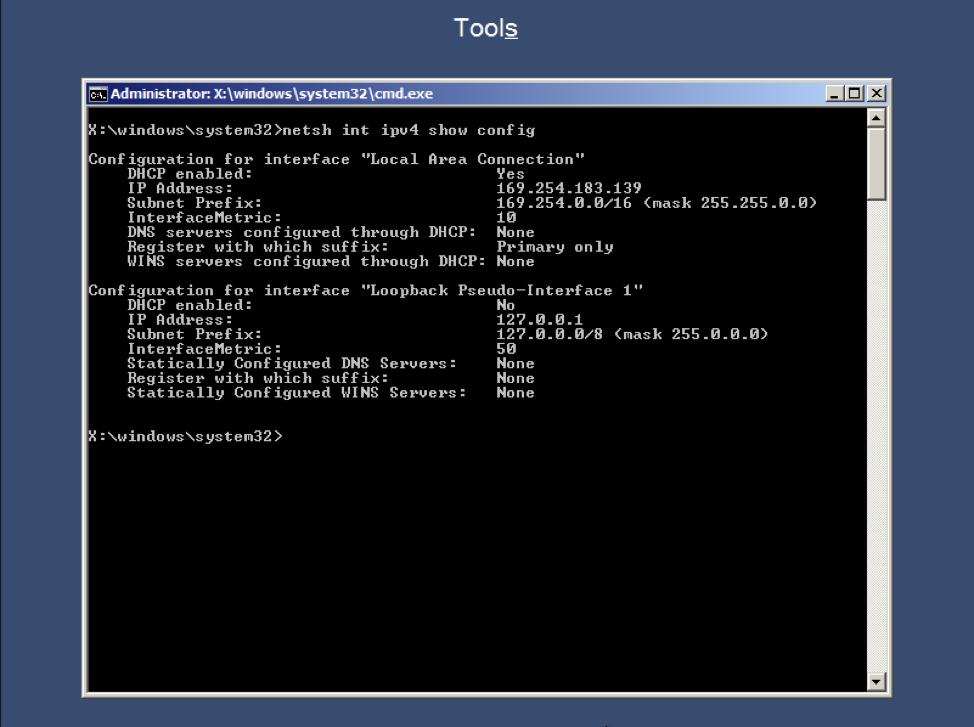 Tools
Administrator: X:\windows\system32\cmd.exe
X:\windows\system32>netsh int ipv4 show config
Configuration for interface "Local Area Connection"
DHCP enabled: Yes
IP Address: 169.254.183.139
Subnet Prefix: 169.254.0.0/16 (mask 255.255.0.0)
InterfaceMetric: 10
DNS servers configured through DHCP: None
Register with which suffix: Primary only
WINS servers configured through DHCP: None
Configuration for interface "Loopback Pseudo-Interface 1"
DHCP enabled: No
IP Address: 127.0.0.1
Subnet Prefix: 127.0.0.0/8 (mask 255.0.0.0)
InterfaceMetric: 50
Statically Configured DNS Servers: None
Register with which suffix: None
Statically Configured WINS Servers: None
X:\windows\system32>